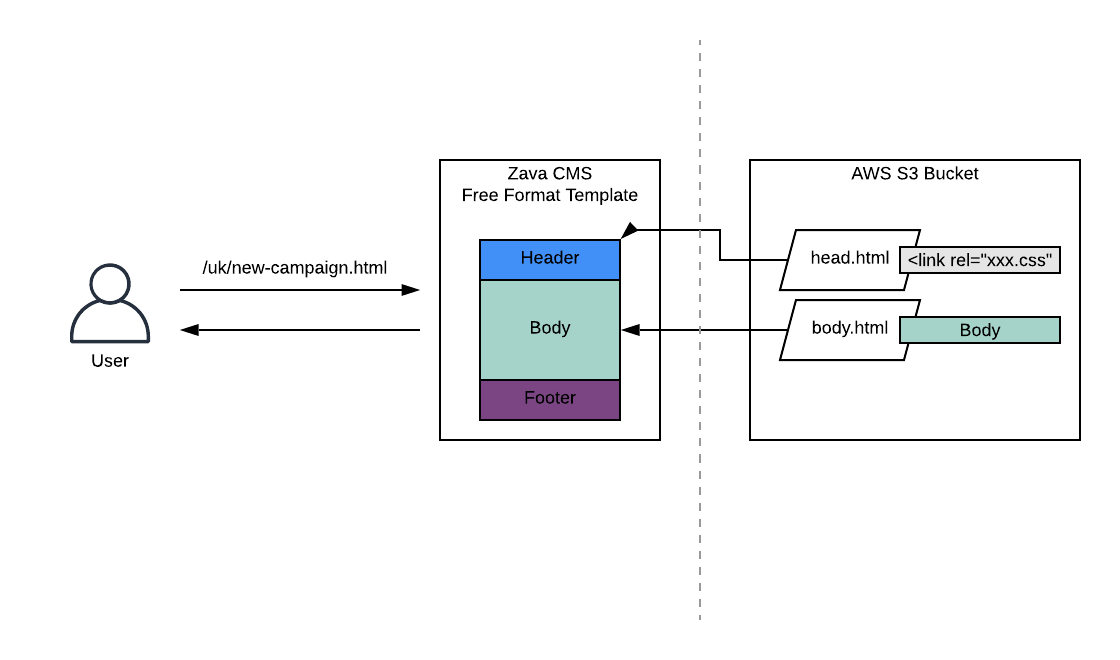 Zava CMS
Free Format Template
AWS S3 Bucket
Header
head.html
<link rel="xxx.css"
/uk/new-campaign.html
Body
body.html
Body
User
Footer